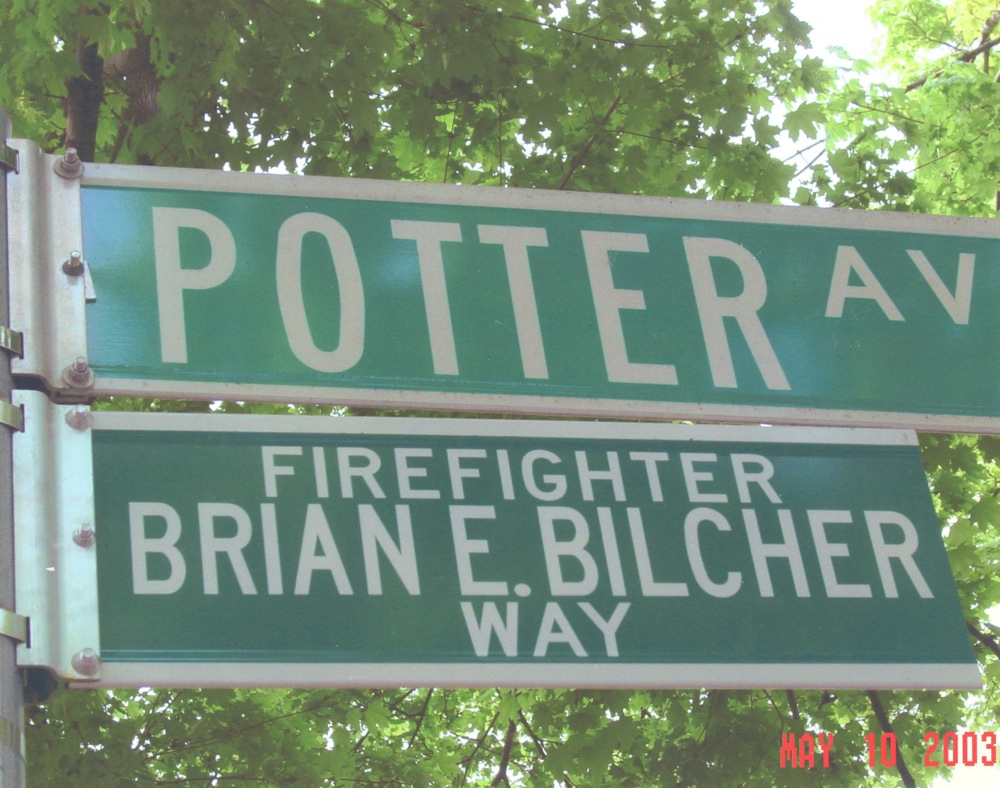 POTTER AV
FIREFIGHTER
BRIAN E. BILCHER
WAY
MAY 10 2003